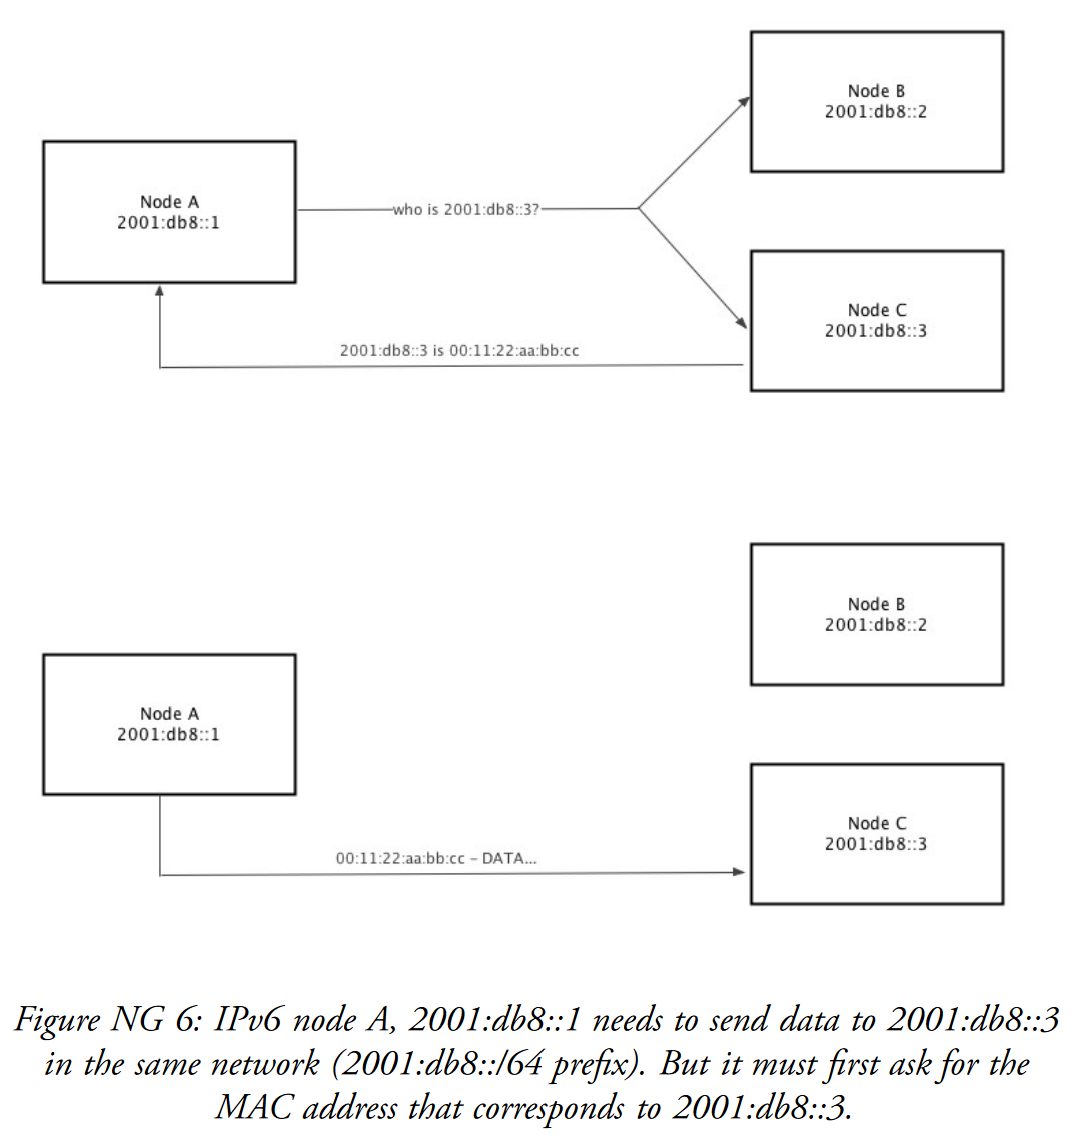 Node B
2001:db8::2
Node A
2001:db8::1
who is 2001:db8::3?
Node C
2001:db8::3
2001:db8::3 is 00:11:22:aa:bb:cc
Node B
2001:db8::2
Node A
2001:db8::1
Node C
2001:db8::3
00:11:22:aa:bb:cc – DATA...
Figure NG 6: IPv6 node A, 2001:db8::1 needs to send data to 2001:db8::3
in the same network (2001:db8::/64 prefix). But it must first ask for the
MAC address that corresponds to 2001:db8::3.